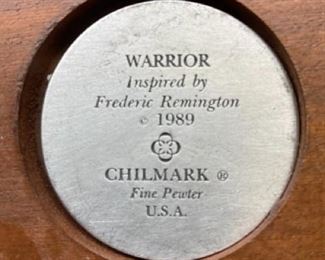 WARRIOR
Inspired by
Frederic Remington
© 1989
CHILMARK ®
Fine Pewter
U.S.A.